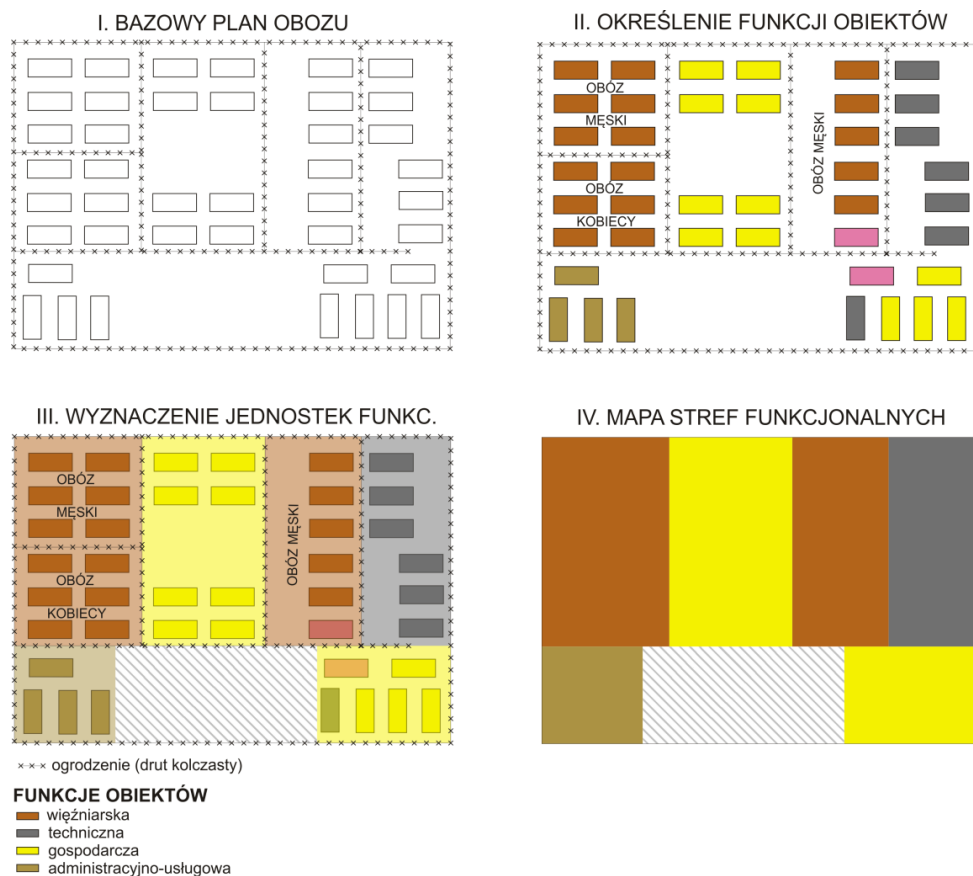 I. BAZOWY PLAN OBOZU
II. OKREŚLENIE FUNKCJI OBIEKTÓW
OBÓZ
MĘSKI
OBÓZ
KOBIECY
OBÓZ MĘSKI
III. WYZNACZENIE JEDNOSTEK FUNKC.
IV. MAPA STREF FUNKCJONALNYCH
OBÓZ
MĘSKI
OBÓZ
KOBIECY
OBÓZ MĘSKI
ogrodzenie (drut kolczasty)
FUNKCJE OBIEKTÓW
więźniarska
techniczna
gospodarcza
administracyjno-usługowa